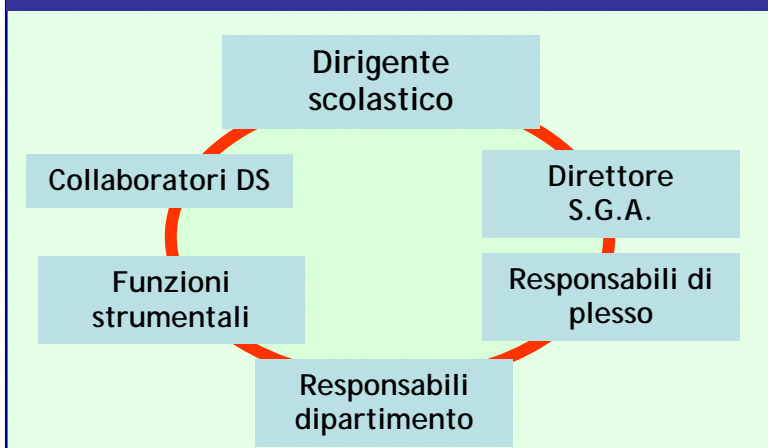 Dirigente
scolastico
Collaboratori DS
Direttore
S.G.A.
Funzioni
strumentali
Responsabili di
plesso
Responsabili
dipartimento